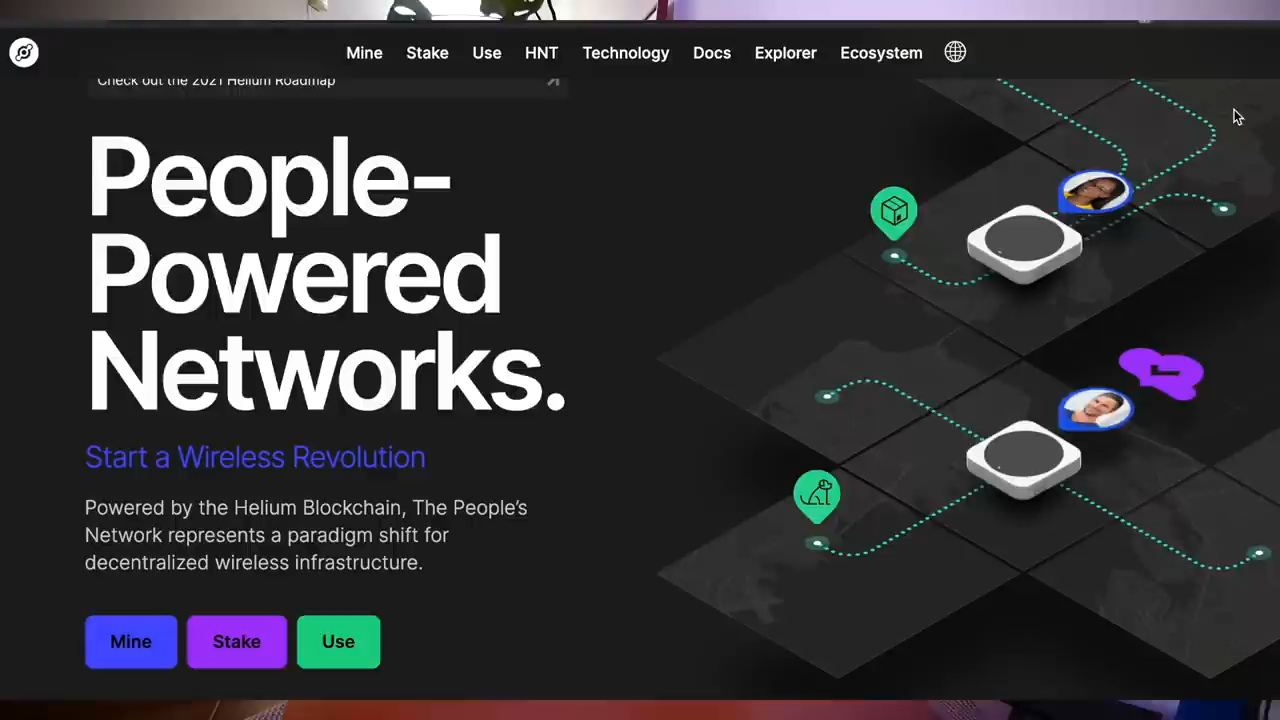 Mine Stake Use HNT Technology Docs Explorer Ecosystem
Check out the 2021 Helium Roadmap
People-
Powered
Networks.
Start a Wireless Revolution
Powered by the Helium Blockchain, The People’s
Network represents a paradigm shift for
decentralized wireless infrastructure.
Mine Stake Use